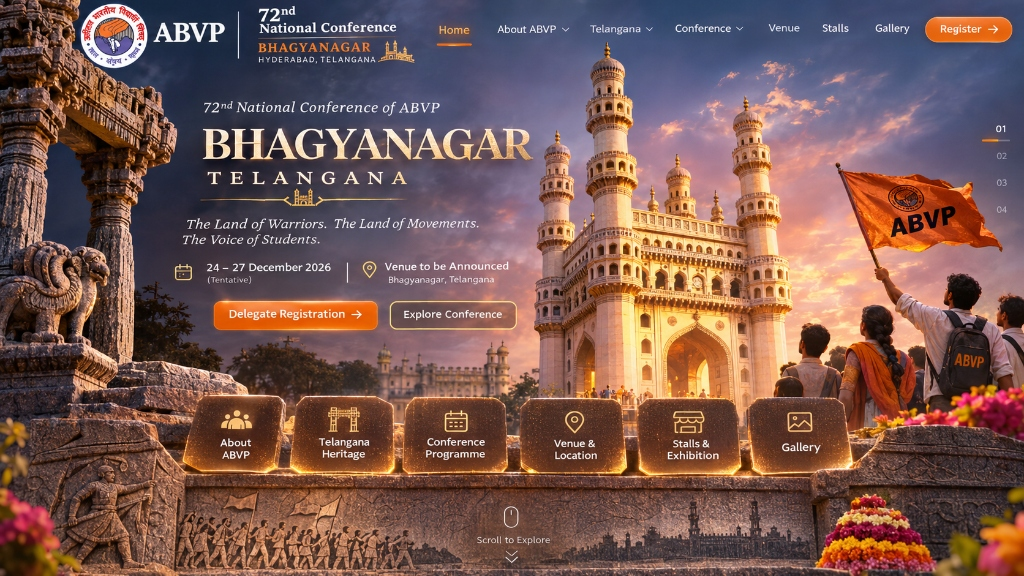 ABVP
72nd
National Conference
BHAGYANAGAR
HYDERABAD, TELANGANA
Home
About ABVP
Telangana
Conference
Venue
Stalls
Gallery
Register →
72nd National Conference of ABVP
BHAGYANAGAR
TELANGANA
The Land of Warriors. The Land of Movements.
The Voice of Students.
24 – 27 December 2026
(Tentative)
Venue to be Announced
Bhagyanagar, Telangana
Delegate Registration →
Explore Conference
01
02
03
04
ABVP
ABVP
About
ABVP
Telangana
Heritage
Conference
Programme
Venue &
Location
Stalls &
Exhibition
Gallery
Scroll to Explore